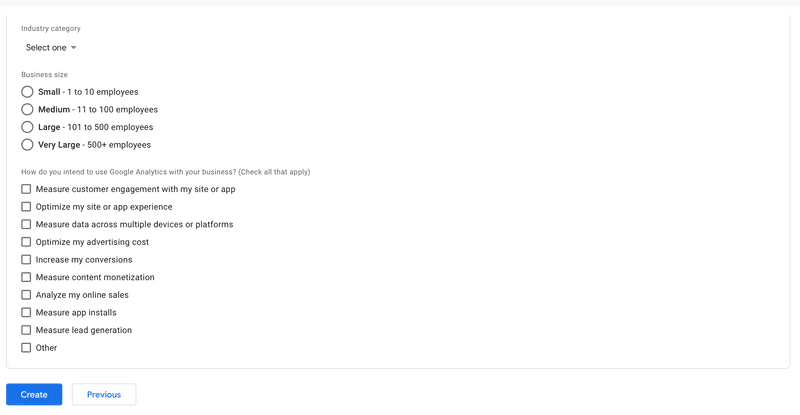 Industry category
Select one
Business size
Small - 1 to 10 employees
Medium - 11 to 100 employees
Large - 101 to 500 employees
Very Large - 500+ employees
How do you intend to use Google Analytics with your business? (Check all that apply)
Measure customer engagement with my site or app
Optimize my site or app experience
Measure data across multiple devices or platforms
Optimize my advertising cost
Increase my conversions
Measure content monetization
Analyze my online sales
Measure app installs
Measure lead generation
Other
Create Previous